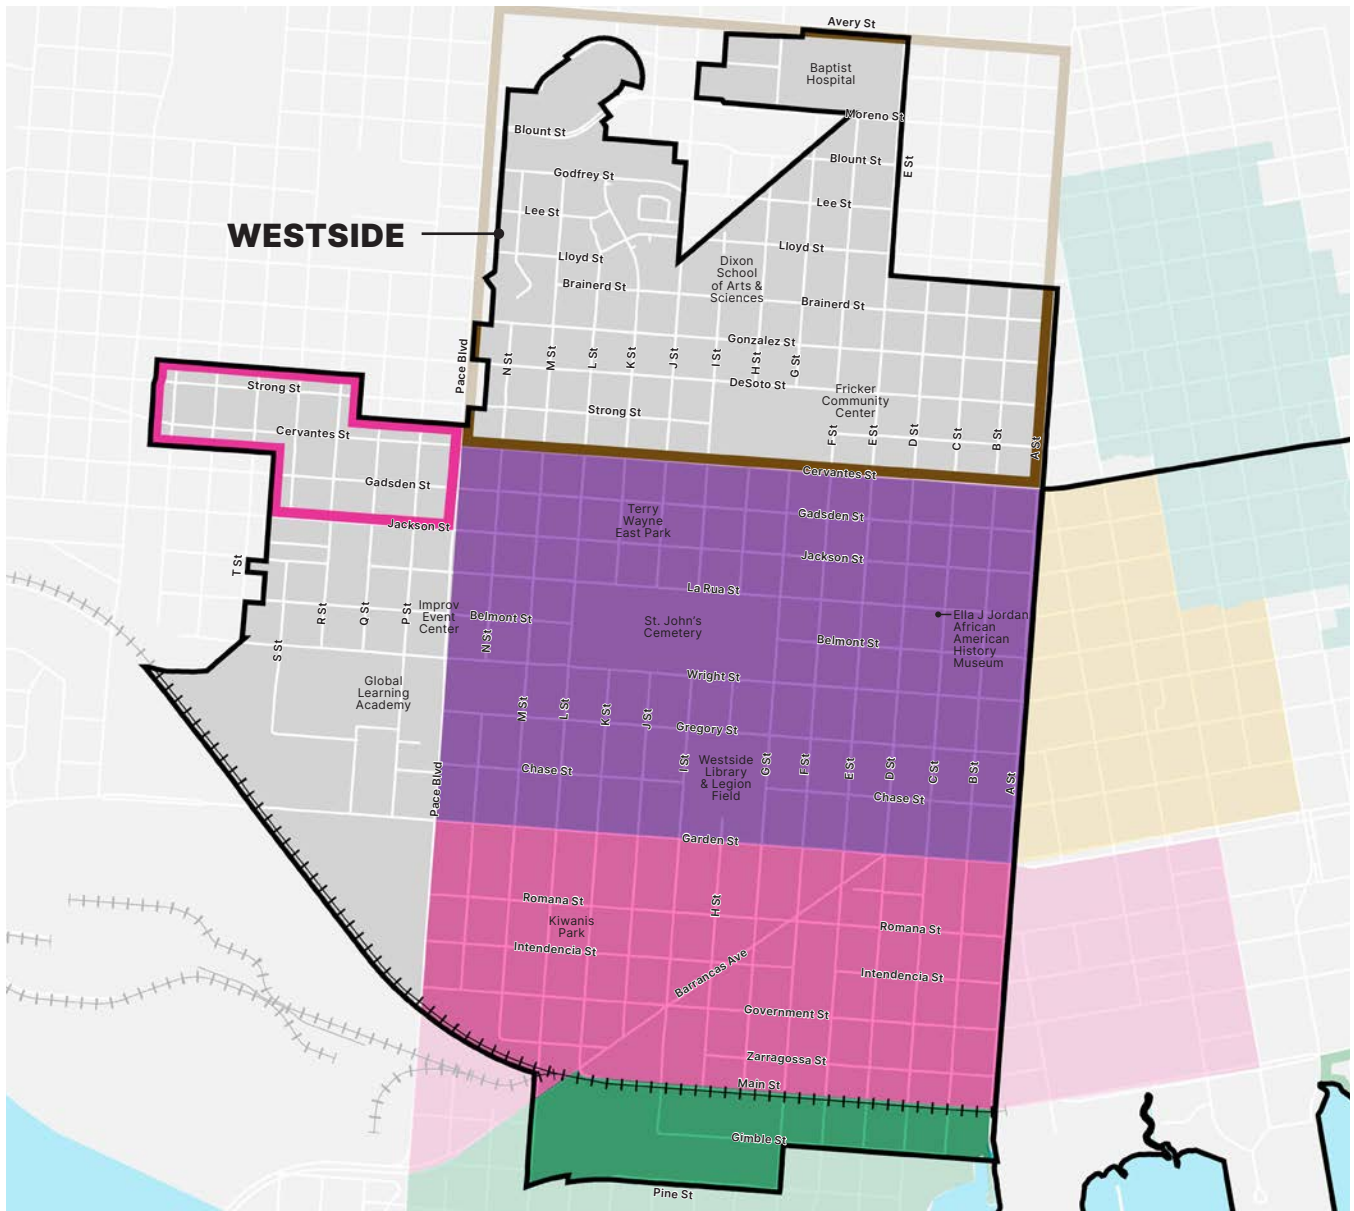 Avery St
Baptist
Hospital
Moreno St
Blount St
Blount St
E St
Godfrey St
Lee St
Lee St
WESTSIDE
Lloyd St
Lloyd St
Dixon
School
of Arts &
Sciences
Brainerd St
Brainerd St
Gonzalez St
Pace Blvd
N St
M St
L St
K St
J St
I St
H St
G St
DeSoto St
Strong St
Fricker
Community
Center
Strong St
Cervantes St
F St
E St
D St
C St
B St
A St
Cervantes St
Gadsden St
Terry
Wayne
East Park
Gadsden St
Jackson St
Jackson St
T St
La Rua St
R St
Q St
P St
Improv
Event
Center
Belmont St
St. John's
Cemetery
Ella J Jordan
African
American
History
Museum
N St
Belmont St
S St
Wright St
Global
Learning
Academy
M St
L St
K St
J St
Gregory St
I St
Westside
Library
& Legion
Field
G St
F St
E St
D St
C St
B St
A St
Chase St
Pace Blvd
Chase St
Garden St
Romana St
H St
Kiwanis
Park
Romana St
Intendencia St
Barrancas Ave
Intendencia St
Government St
Zarragossa St
Main St
Gimble St
Pine St